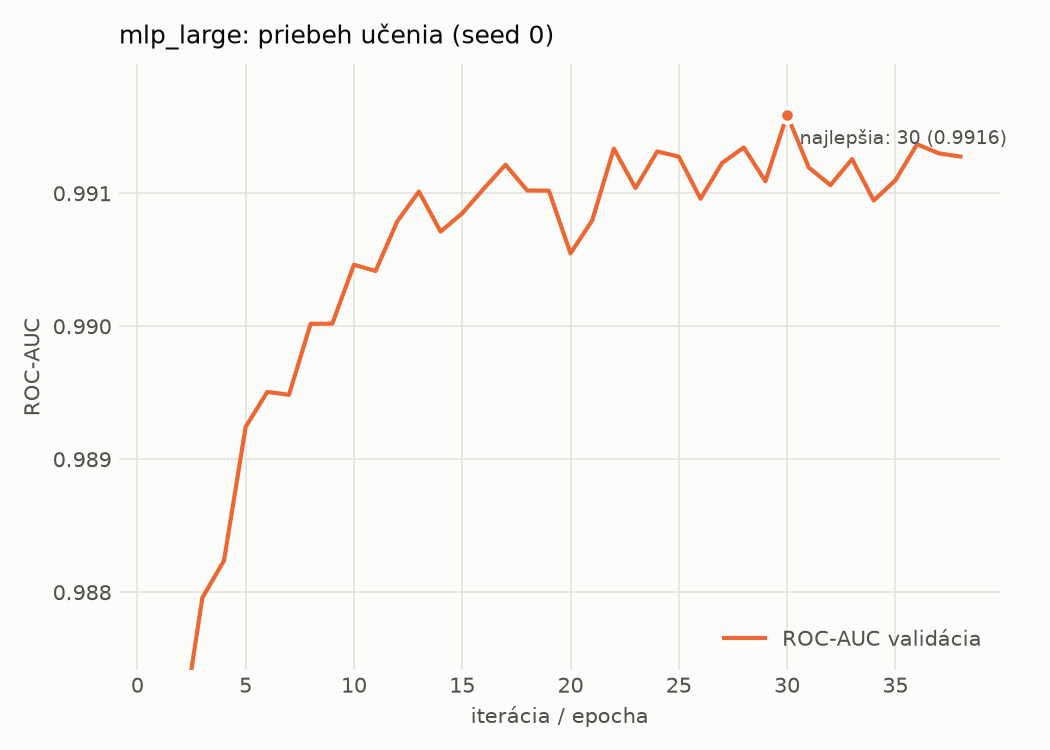 mlp_large: priebeh učenia (seed 0)
najlepšia: 30 (0.9916)
0.991
0.990
0.989
0.988
ROC-AUC
ROC-AUC validácia
0 5 10 15 20 25 30 35
iterácia / epocha